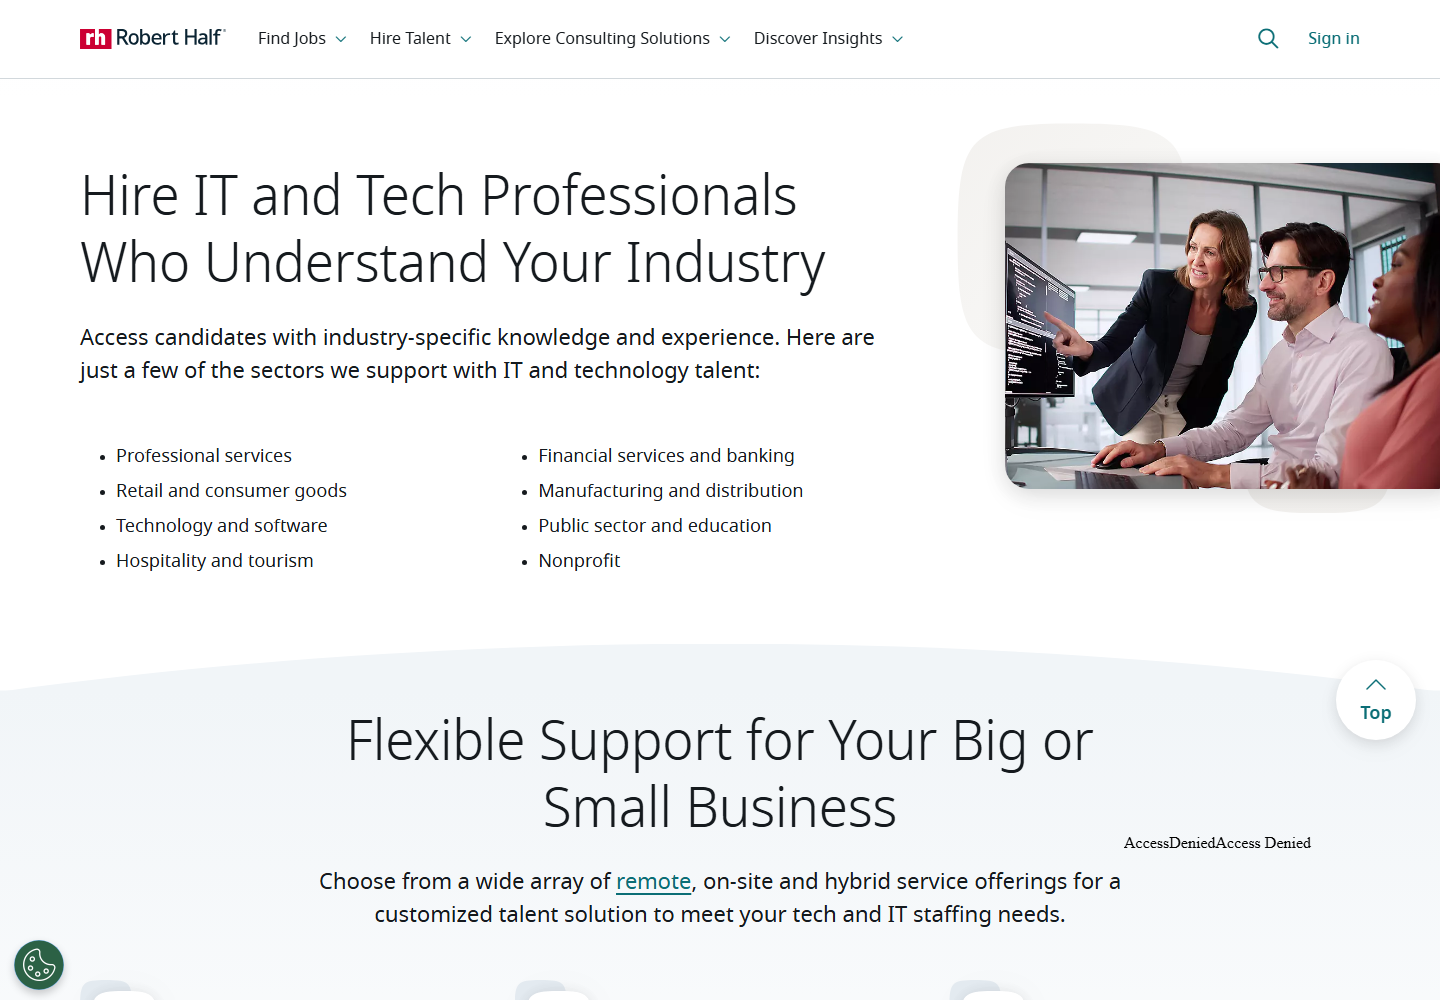 rh Robert Half®
Find Jobs
Hire Talent
Explore Consulting Solutions
Discover Insights
Sign in
Hire IT and Tech Professionals
Who Understand Your Industry
Access candidates with industry-specific knowledge and experience. Here are
just a few of the sectors we support with IT and technology talent:
• Professional services
• Retail and consumer goods
• Technology and software
• Hospitality and tourism
• Financial services and banking
• Manufacturing and distribution
• Public sector and education
• Nonprofit
Top
Flexible Support for Your Big or
Small Business
AccessDeniedAccess Denied
Choose from a wide array of remote, on-site and hybrid service offerings for a
customized talent solution to meet your tech and IT staffing needs.